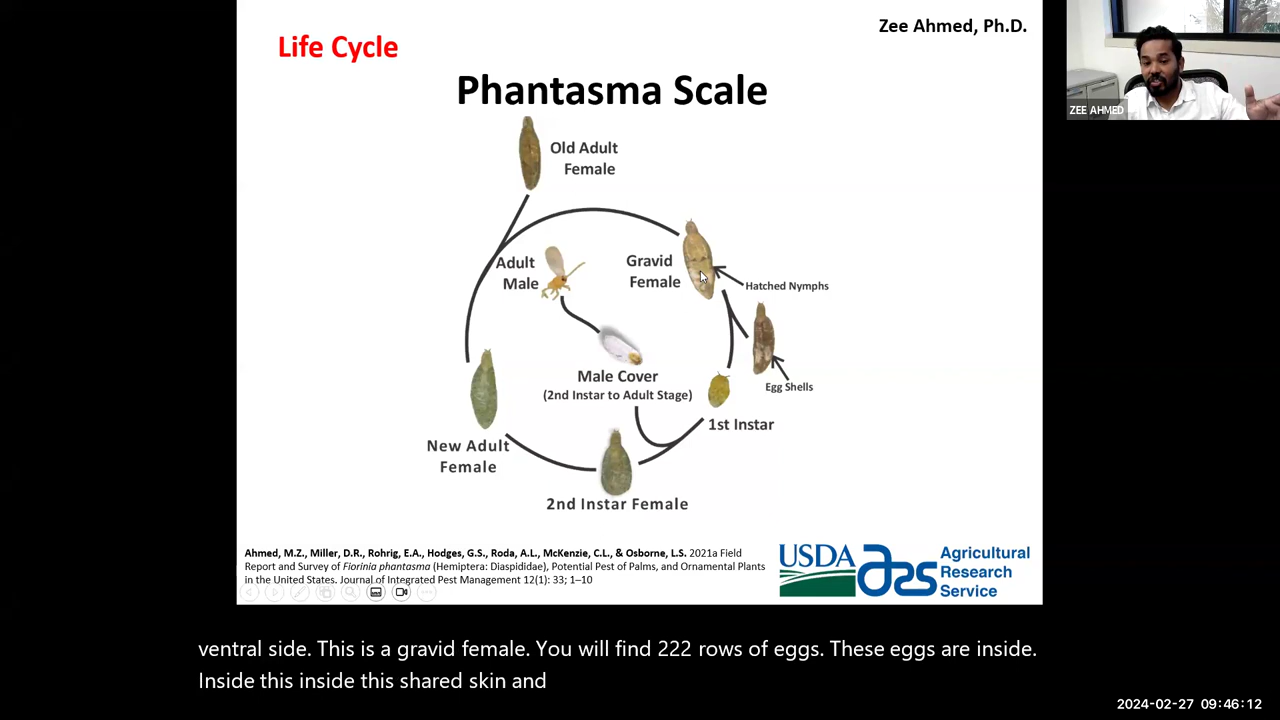 Zee Ahmed, Ph.D.
Life Cycle
Phantasma Scale
ZEE AHMED
Old Adult
Female
Adult
Male
Gravid
Female
Hatched Nymphs
Egg Shells
Male Cover
(2nd Instar to Adult Stage)
1st Instar
New Adult
Female
2nd Instar Female
Ahmed, M.Z., Miller, D.R., Rohrig, E.A., Hodges, G.S., Roda, A.L., McKenzie, C.L., & Osborne, L.S. 2021a Field
Report and Survey of Fiorinia phantasma (Hemiptera: Diaspididae), Potential Pest of Palms, and Ornamental Plants
in the United States. Journal of Integrated Pest Management 12(1): 33; 1–10
USDA
ars
Agricultural
Research
Service
ventral side. This is a gravid female. You will find 222 rows of eggs. These eggs are inside.
Inside this inside this shared skin and
2024-02-27 09:46:12